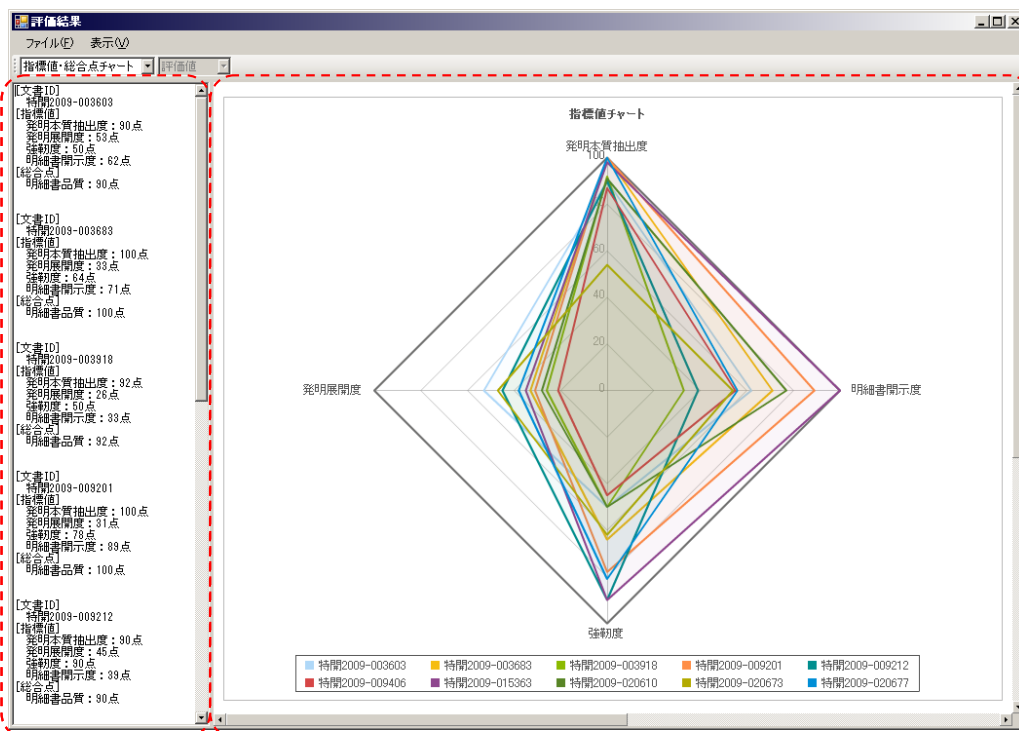 評価結果
ファイル(F) 表示(V)
指標値・総合点チャート 評価値
[文書ID]
特開2009-003603
[指標値]
発明本質抽出度：90点
発明展開度：53点
強靭度：50点
明細書開示度：62点
[総合点]
明細書品質：90点
[文書ID]
特開2009-003683
[指標値]
発明本質抽出度：100点
発明展開度：33点
強靭度：64点
明細書開示度：71点
[総合点]
明細書品質：100点
[文書ID]
特開2009-003918
[指標値]
発明本質抽出度：92点
発明展開度：26点
強靭度：50点
明細書開示度：33点
[総合点]
明細書品質：92点
[文書ID]
特開2009-009201
[指標値]
発明本質抽出度：100点
発明展開度：31点
強靭度：78点
明細書開示度：89点
[総合点]
明細書品質：100点
[文書ID]
特開2009-009212
[指標値]
発明本質抽出度：90点
発明展開度：45点
強靭度：90点
明細書開示度：39点
[総合点]
明細書品質：90点
指標値チャート
発明本質抽出度
100
60
40
20
0
発明展開度
明細書開示度
強靭度
特開2009-003603 特開2009-003683 特開2009-003918 特開2009-009201 特開2009-009212
特開2009-009406 特開2009-015363 特開2009-020610 特開2009-020673 特開2009-020677